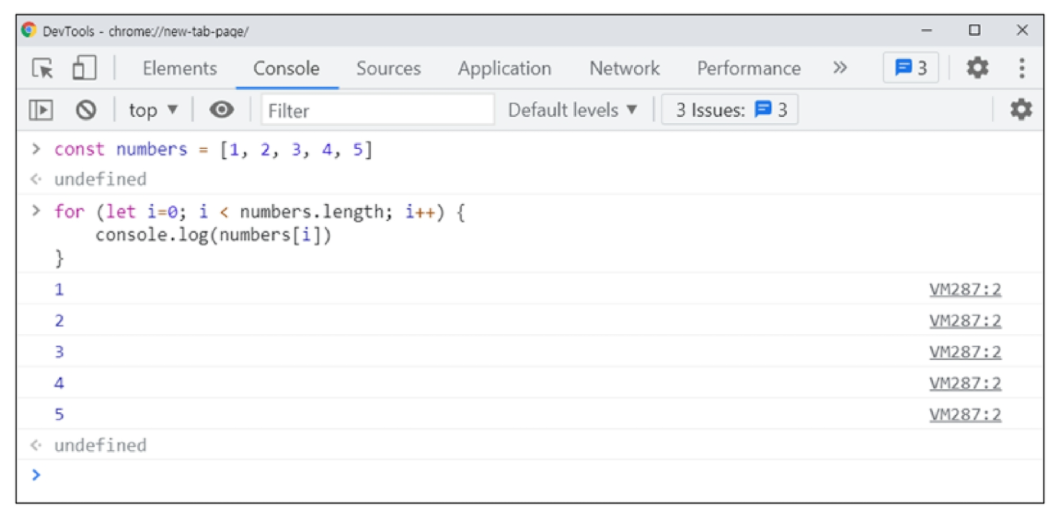 DevTools - chrome://new-tab-page/
Elements Console Sources Application Network Performance » 3
top ▼ Filter Default levels ▼ 3 Issues: 3
> const numbers = [1, 2, 3, 4, 5]
<· undefined
> for (let i=0; i < numbers.length; i++) {
      console.log(numbers[i])
  }
1 VM287:2
2 VM287:2
3 VM287:2
4 VM287:2
5 VM287:2
<· undefined
>